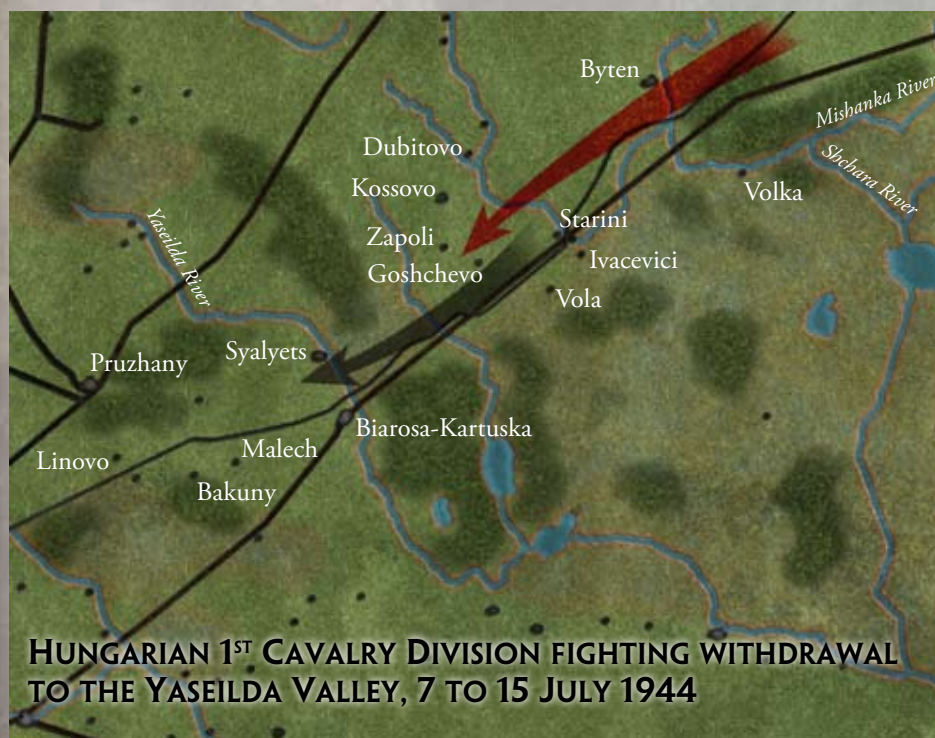 Byten
Mishanka River
Dubitovo
Shchara River
Kossovo
Volka
Yaseilda River
Starini
Zapoli
Ivacevici
Goshchevo
Vola
Syalyets
Pruzhany
Biarosa-Kartuska
Malech
Linovo
Bakuny
HUNGARIAN 1ST CAVALRY DIVISION FIGHTING WITHDRAWAL
TO THE YASEILDA VALLEY, 7 TO 15 JULY 1944